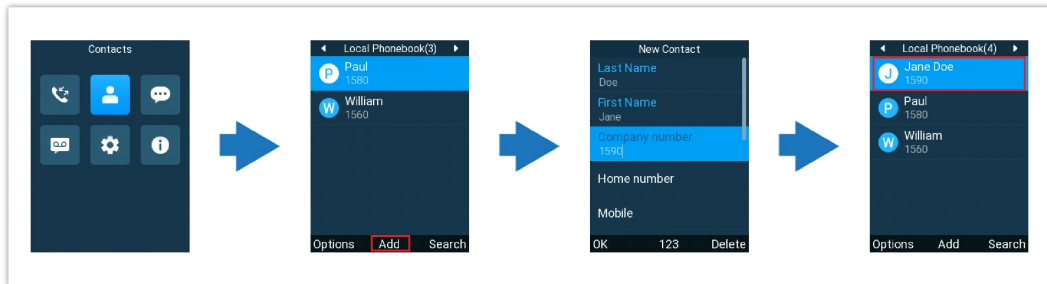 Contacts
Local Phonebook(3)
P
Paul
1580
W
William
1560
Options Add Search
New Contact
Last Name
Doe
First Name
Jane
Company number
1590
Home number
Mobile
OK 123 Delete
Local Phonebook(4)
J
Jane Doe
1590
P
Paul
1580
W
William
1560
Options Add Search